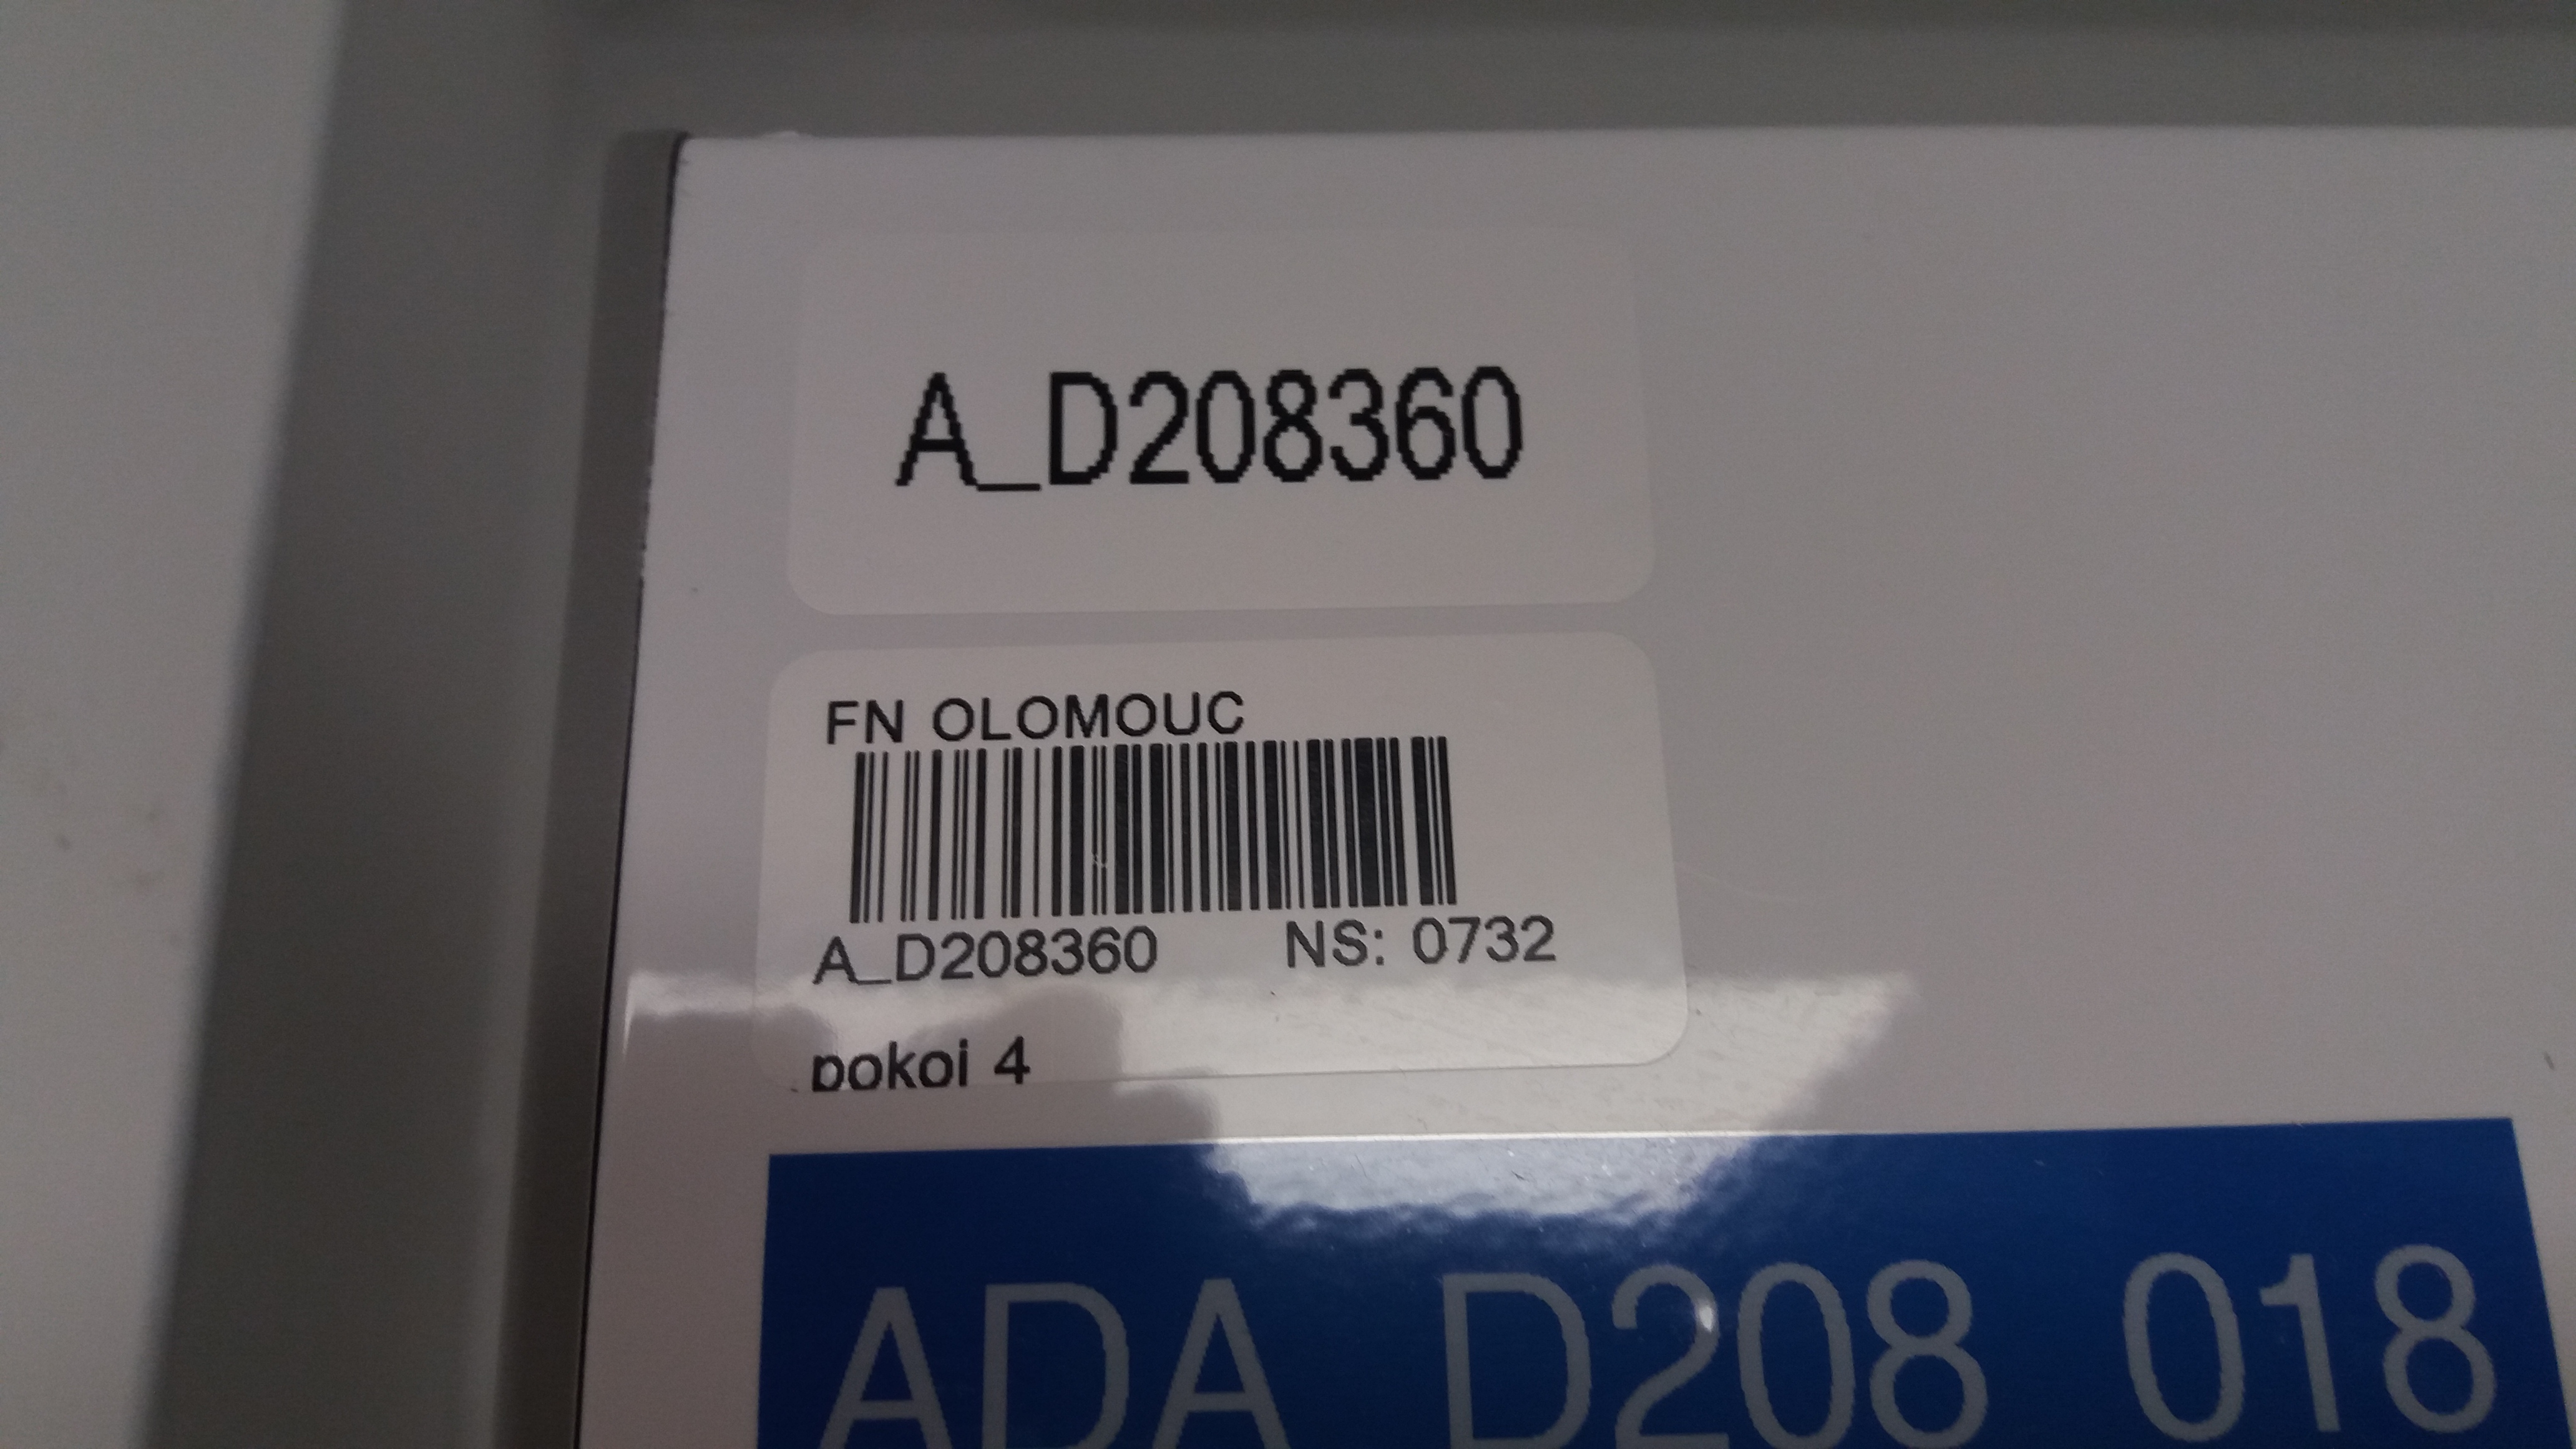 A_D208360
FN OLOMOUC
A_D208360 NS: 0732
pokoj 4
ADA D208 018